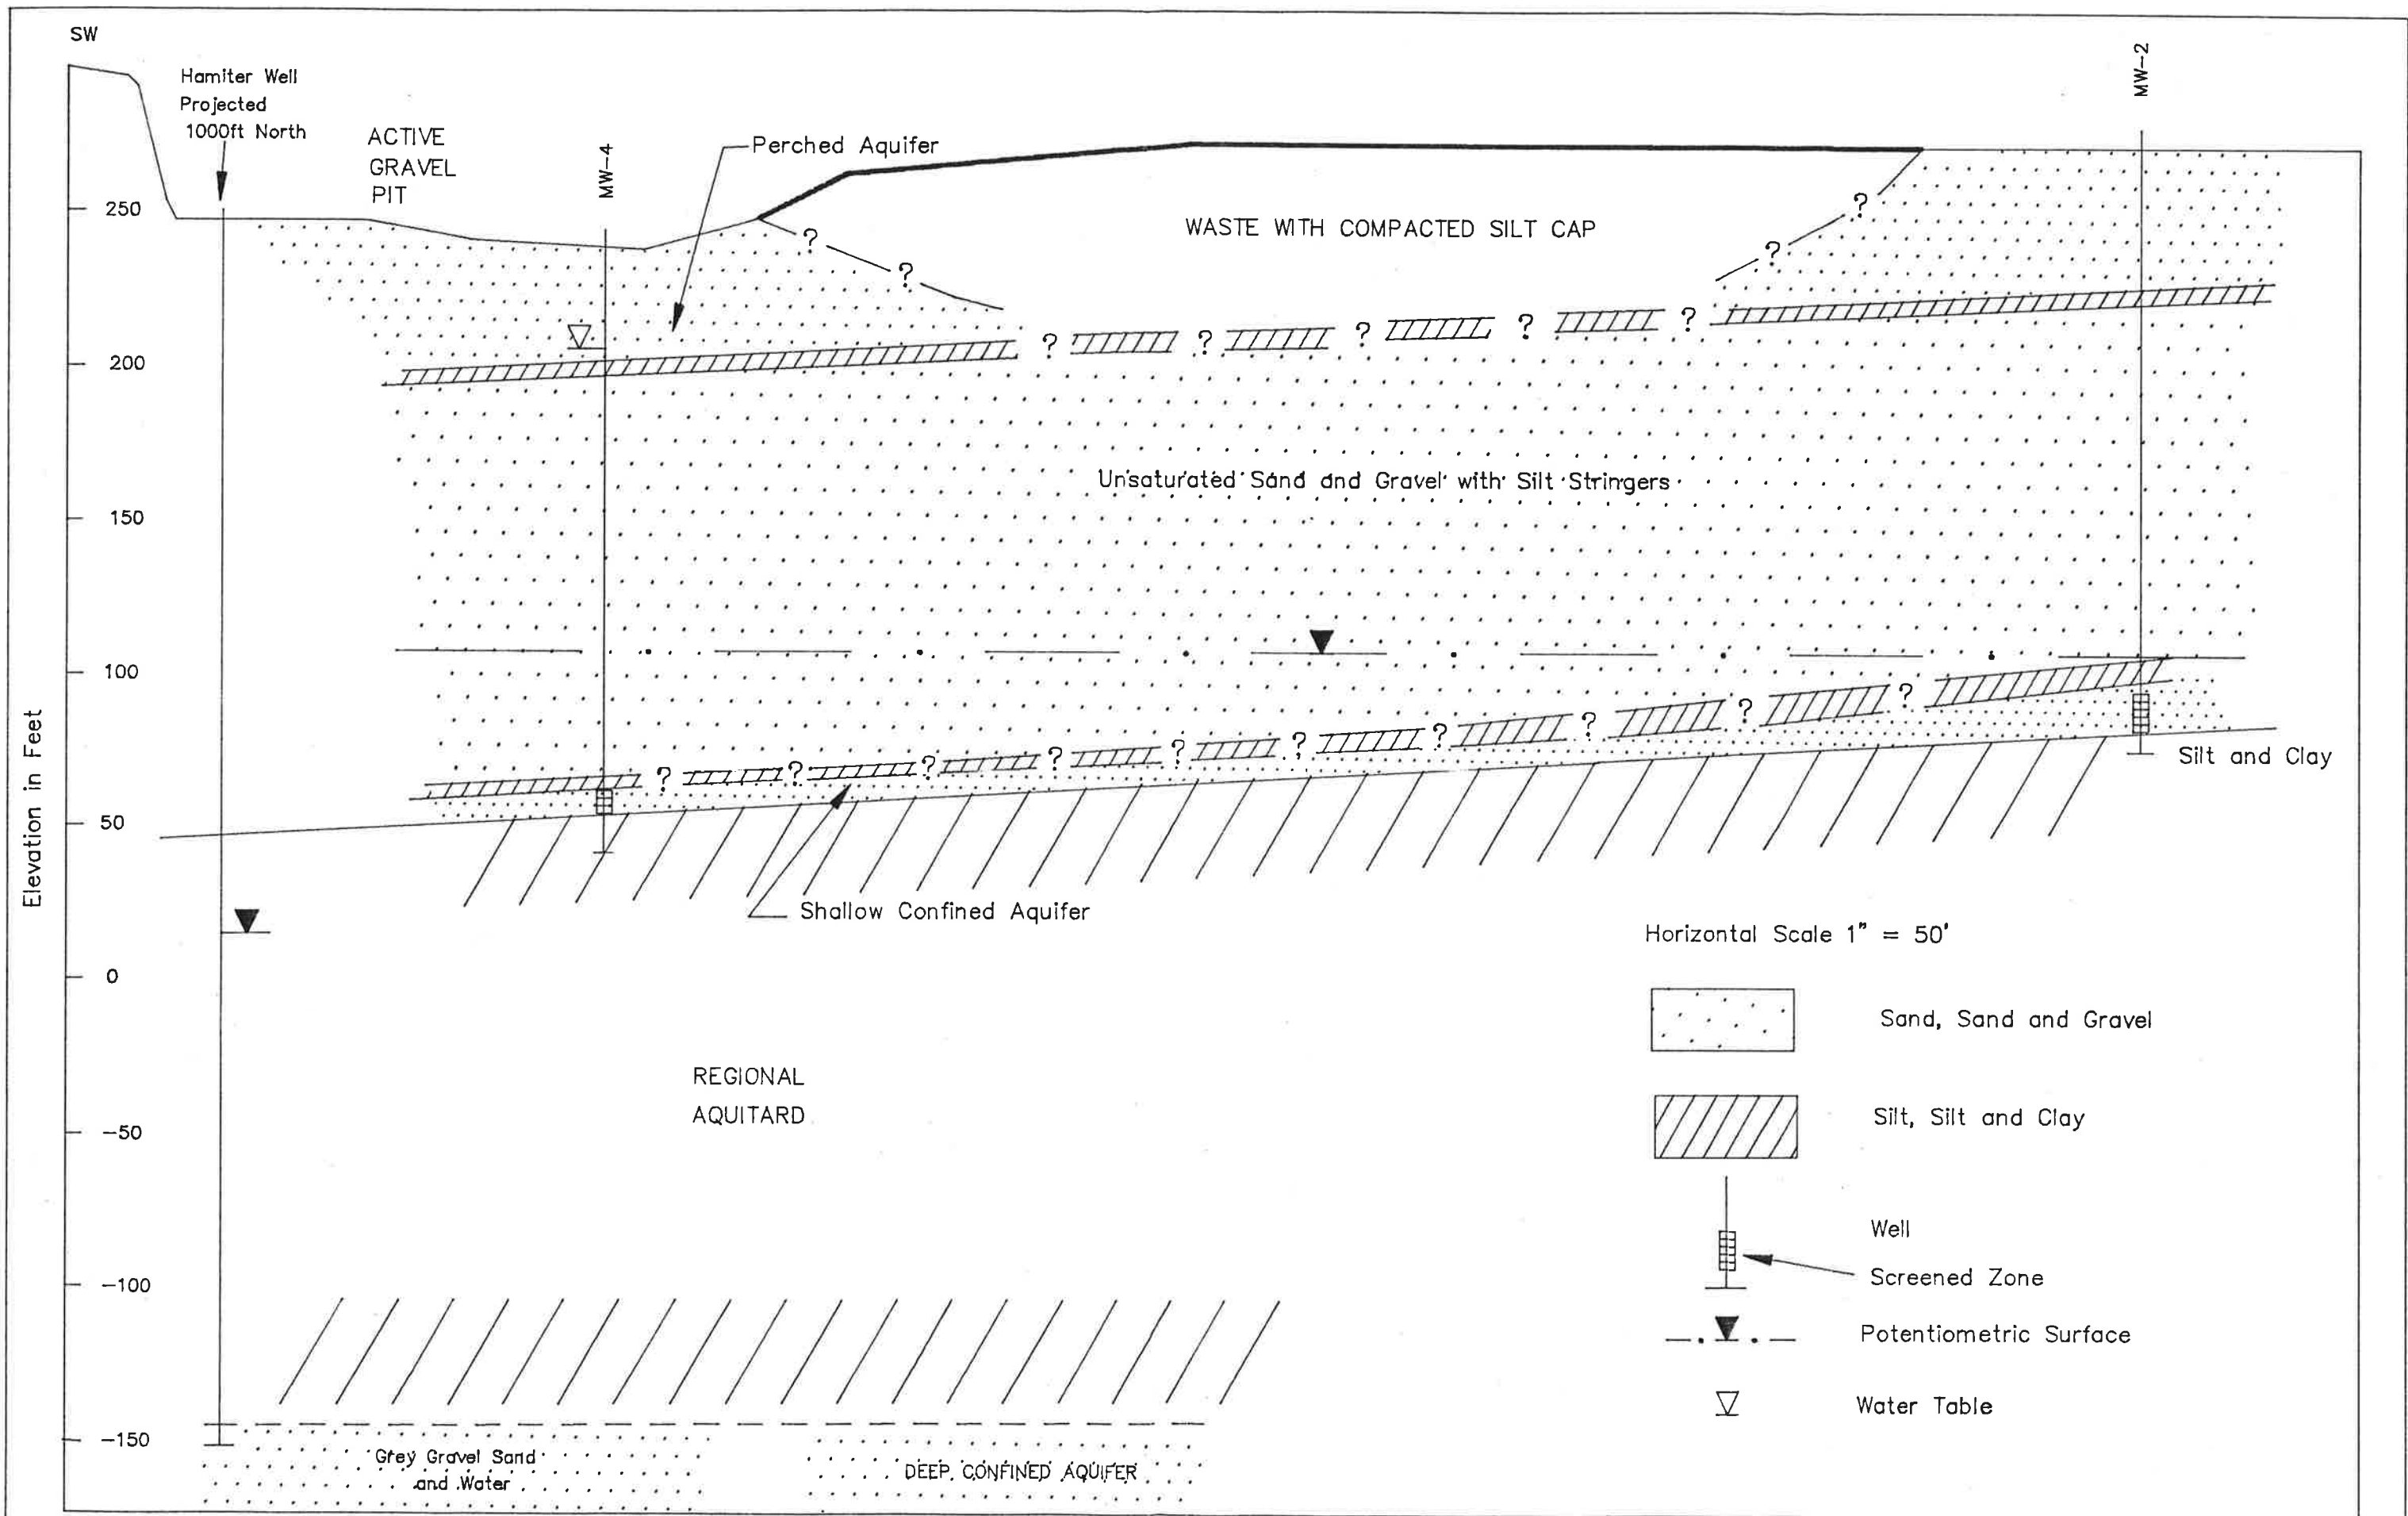 SW
Hamiter Well
Projected
1000ft North
ACTIVE
GRAVEL
PIT
MW-4
Perched Aquifer
MW-2
WASTE WITH COMPACTED SILT CAP
?
?
?
?
? ? ? ? ?
Unsaturated Sand and Gravel with Silt Stringers
? ? ? ? ? ? ? ? ?
Silt and Clay
Shallow Confined Aquifer
Elevation in Feet
250
200
150
100
50
0
-50
-100
-150
REGIONAL
AQUITARD
Grey Gravel Sand
and Water
DEEP CONFINED AQUIFER
Horizontal Scale 1" = 50'
Sand, Sand and Gravel
Silt, Silt and Clay
Well
Screened Zone
Potentiometric Surface
Water Table